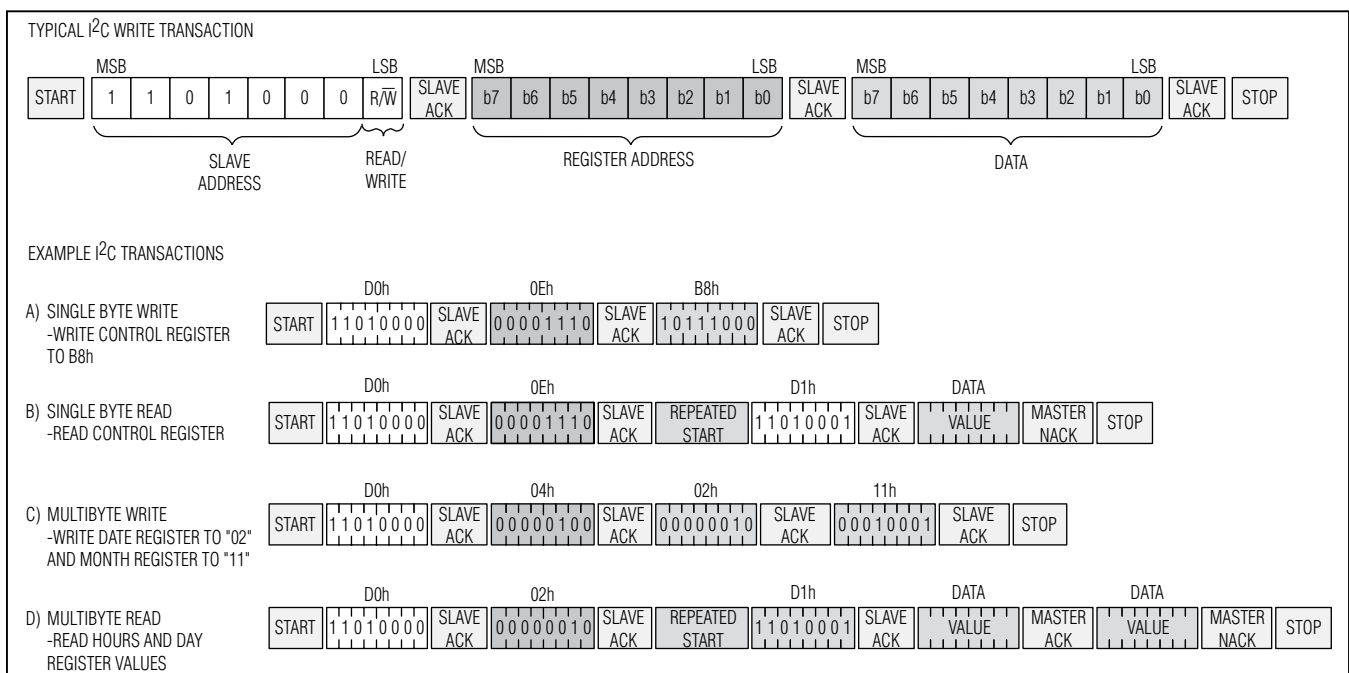 TYPICAL I2C WRITE TRANSACTION
MSB LSB MSB LSB MSB LSB
START 1 1 0 1 0 0 0 R/W̅ SLAVE ACK b7 b6 b5 b4 b3 b2 b1 b0 SLAVE ACK b7 b6 b5 b4 b3 b2 b1 b0 SLAVE ACK STOP
SLAVE ADDRESS READ/WRITE REGISTER ADDRESS DATA
EXAMPLE I2C TRANSACTIONS
D0h 0Eh B8h
A) SINGLE BYTE WRITE
-WRITE CONTROL REGISTER
TO B8h
START 11010000 SLAVE ACK 00001110 SLAVE ACK 10111000 SLAVE ACK STOP
D0h 0Eh D1h DATA
B) SINGLE BYTE READ
-READ CONTROL REGISTER
START 11010000 SLAVE ACK 00001110 SLAVE ACK REPEATED START 11010001 SLAVE ACK VALUE MASTER NACK STOP
D0h 04h 02h 11h
C) MULTIBYTE WRITE
-WRITE DATE REGISTER TO "02"
AND MONTH REGISTER TO "11"
START 11010000 SLAVE ACK 00000100 SLAVE ACK 00000010 SLAVE ACK 00010001 SLAVE ACK STOP
D0h 02h D1h DATA DATA
D) MULTIBYTE READ
-READ HOURS AND DAY
REGISTER VALUES
START 11010000 SLAVE ACK 00000010 SLAVE ACK REPEATED START 11010001 SLAVE ACK VALUE MASTER ACK VALUE MASTER NACK STOP